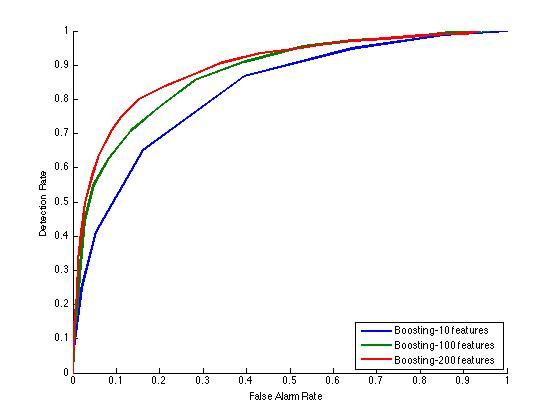 1
0.9
0.8
0.7
0.6
0.5
0.4
0.3
0.2
0.1
0
Detection Rate
0 0.1 0.2 0.3 0.4 0.5 0.6 0.7 0.8 0.9 1
False Alarm Rate
Boosting-10 features
Boosting-100 features
Boosting-200 features